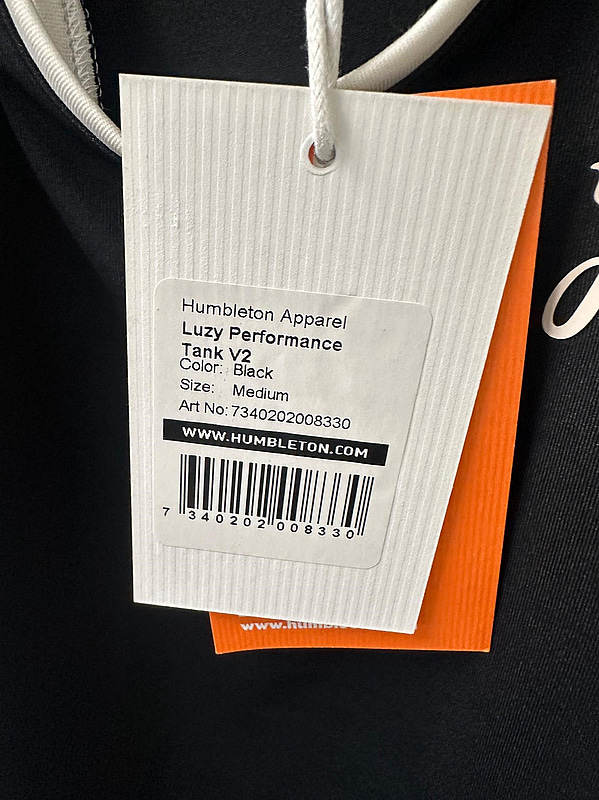 Humbleton Apparel
Luzy Performance
Tank V2
Color: Black
Size: Medium
Art No: 7340202008330
WWW.HUMBLETON.COM
7 340202 008330